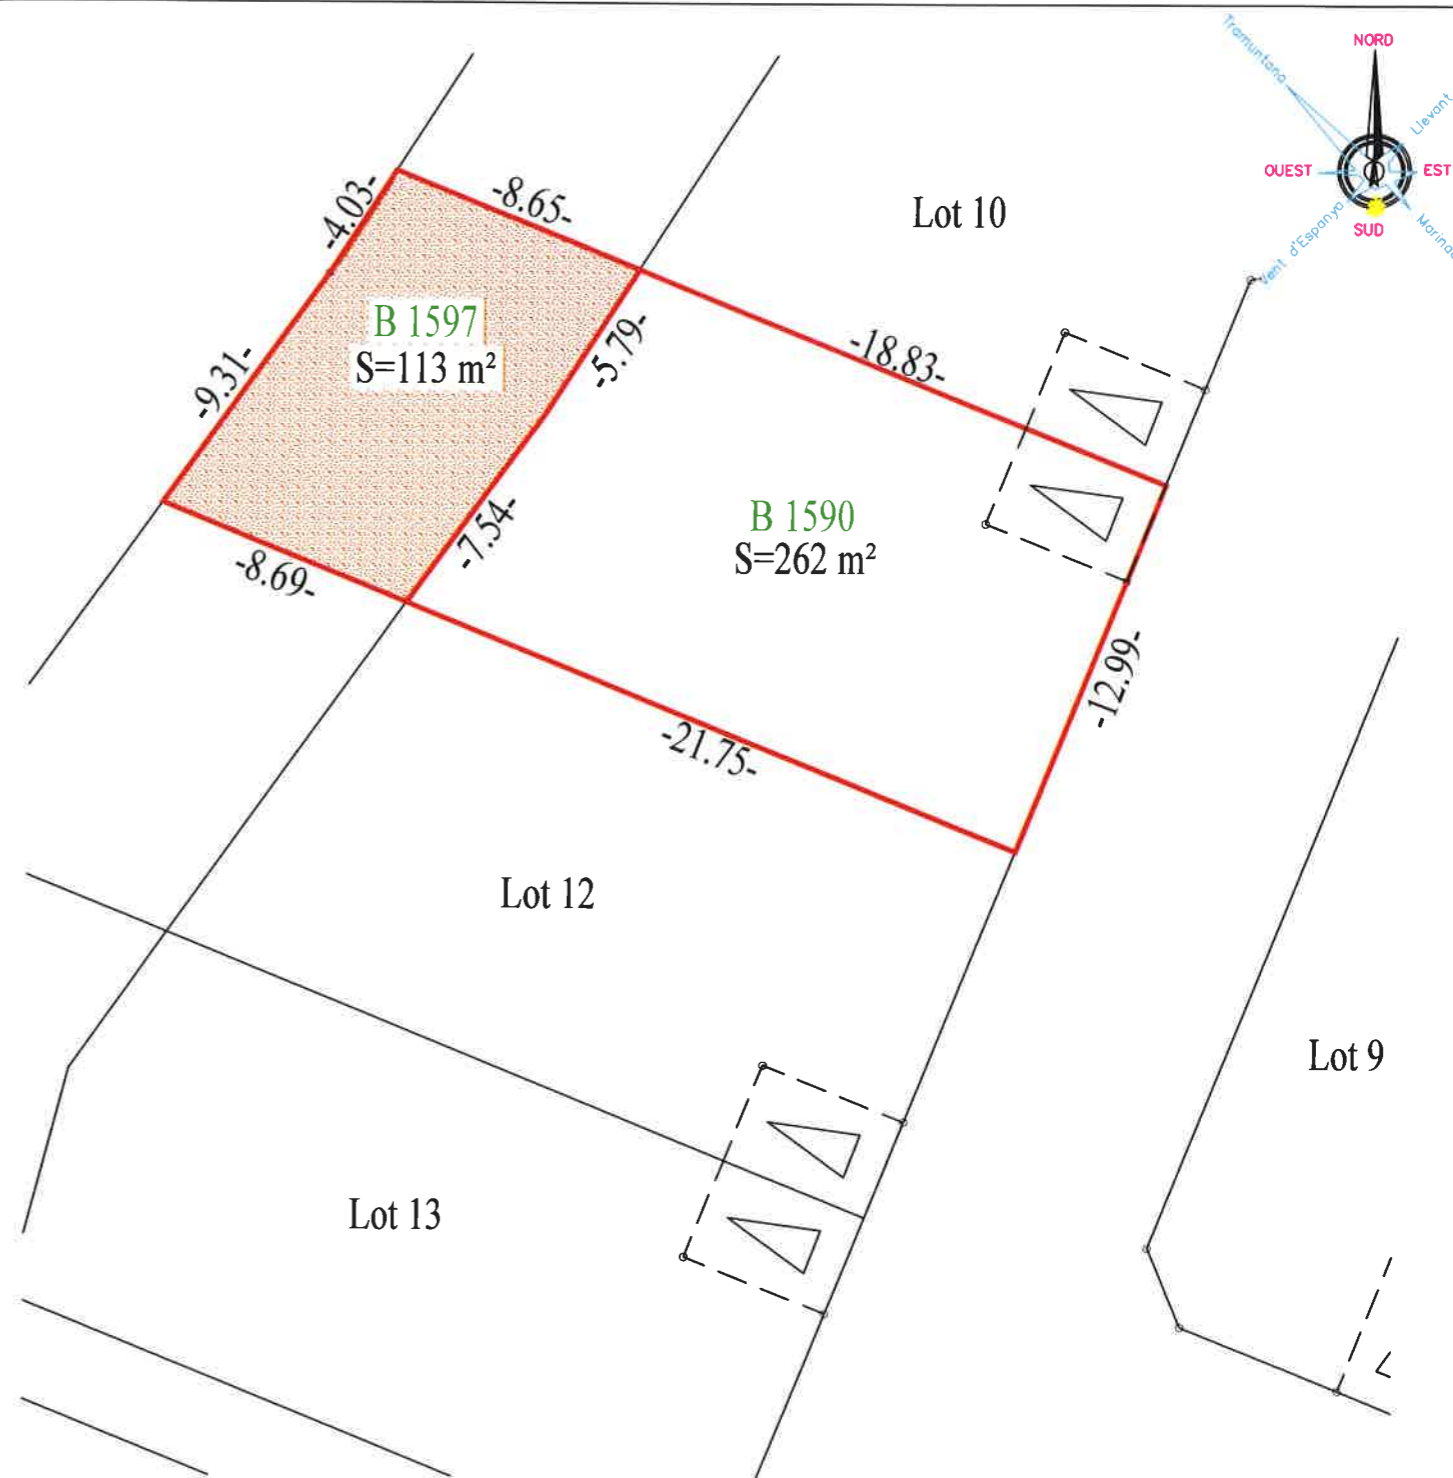 NORD
Tramuntana
Llevant
OUEST
EST
Vent d'Espanya
SUD
-8.65-
Lot 10
-4.03-
B 1597
S=113 m²
-5.79-
-18.83-
-9.31-
B 1590
S=262 m²
-7.54-
-8.69-
-12.99-
-21.75-
Lot 12
Lot 9
Lot 13